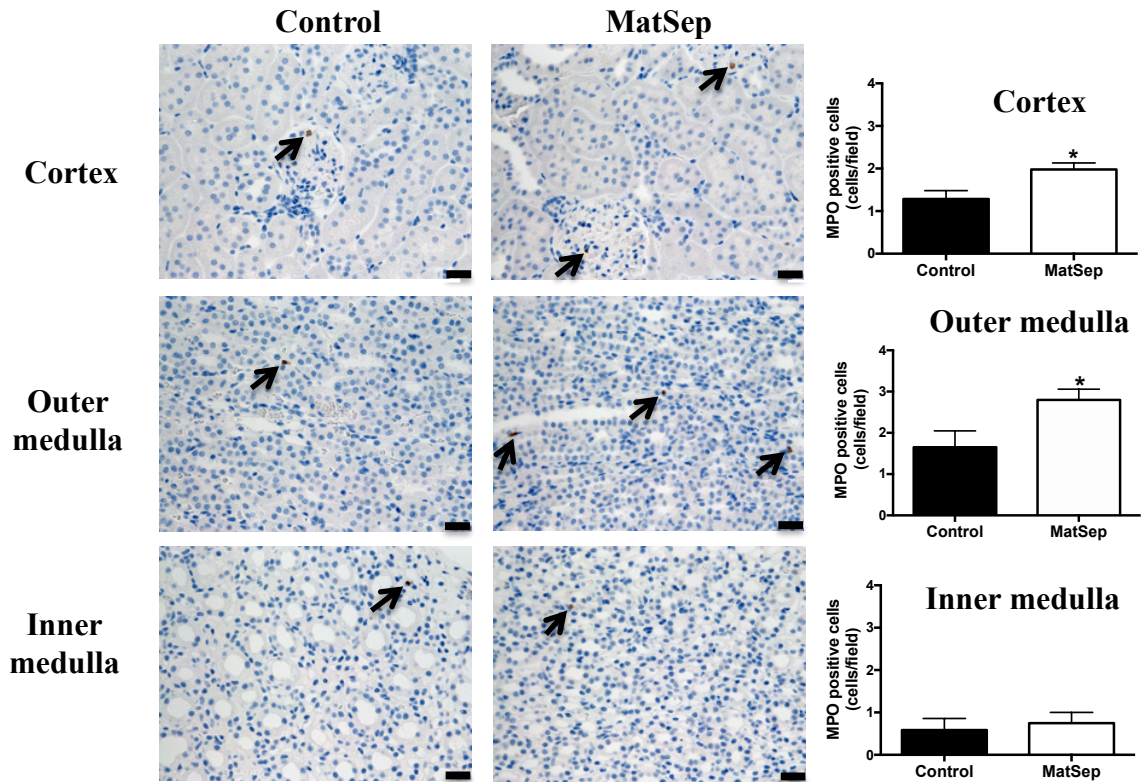 Control
MatSep
Cortex
Outer
medulla
Inner
medulla
Cortex
MPO positive cells
(cells/field)
4
3
2
1
0
*
Control
MatSep
Outer medulla
MPO positive cells
(cells/field)
4
3
2
1
0
*
Control
MatSep
Inner medulla
MPO positive cells
(cells/field)
4
3
2
1
0
Control
MatSep